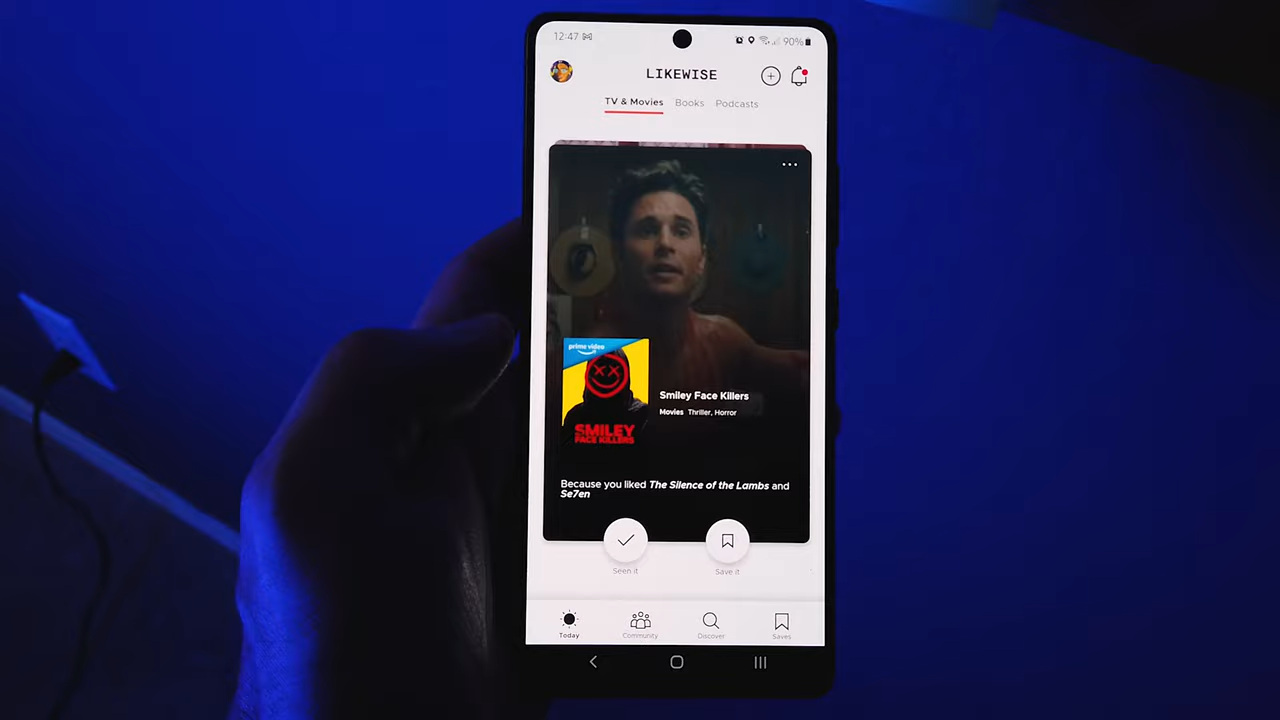 12:47
90%
LIKEWISE
TV & Movies Books Podcasts
prime video
SMILEY
FACE KILLERS
Smiley Face Killers
Movies Thriller, Horror
Because you liked The Silence of the Lambs and
Se7en
Seen it Save it
Today Community Discover Saves